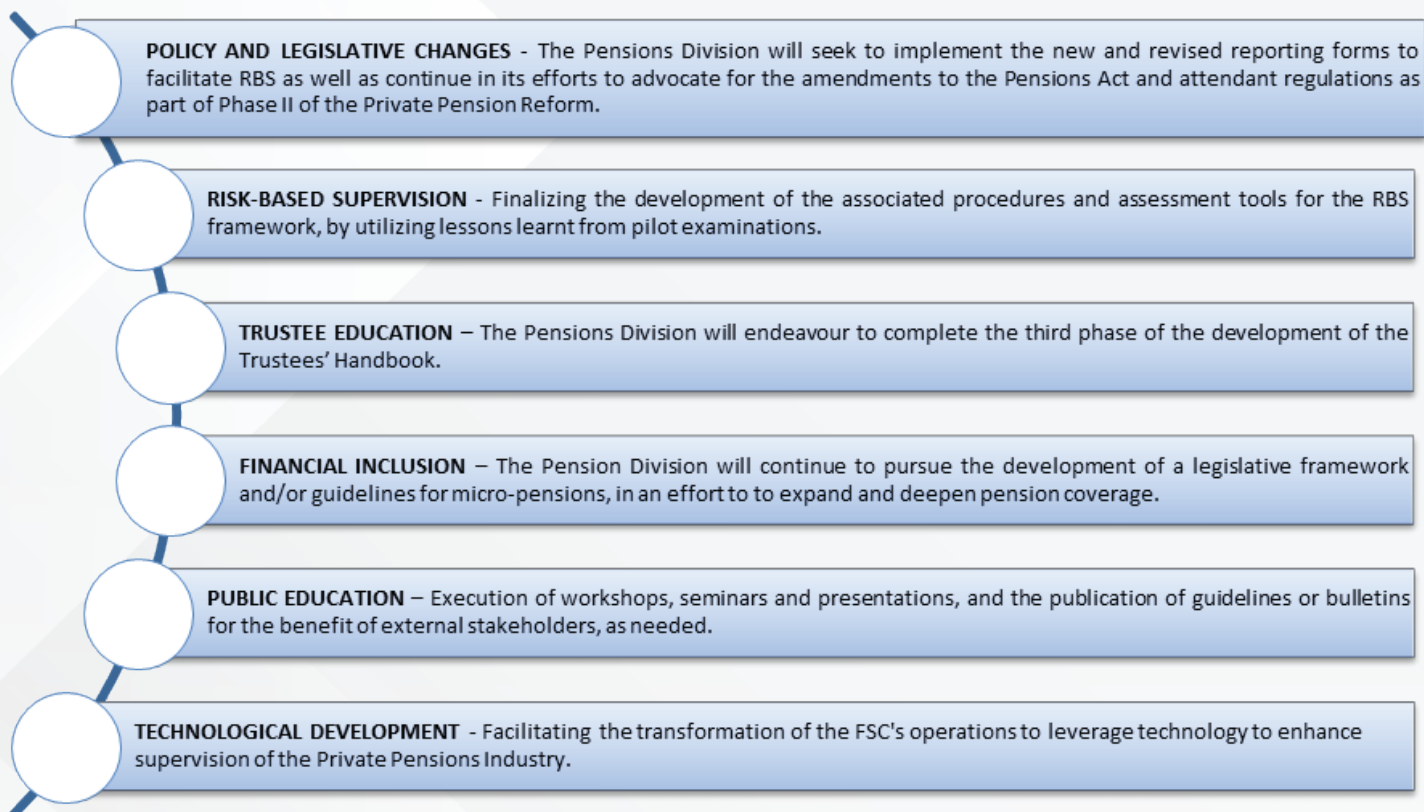 POLICY AND LEGISLATIVE CHANGES - The Pensions Division will seek to implement the new and revised reporting forms to
facilitate RBS as well as continue in its efforts to advocate for the amendments to the Pensions Act and attendant regulations as
part of Phase II of the Private Pension Reform.
RISK-BASED SUPERVISION - Finalizing the development of the associated procedures and assessment tools for the RBS
framework, by utilizing lessons learnt from pilot examinations.
TRUSTEE EDUCATION – The Pensions Division will endeavour to complete the third phase of the development of the
Trustees’ Handbook.
FINANCIAL INCLUSION – The Pension Division will continue to pursue the development of a legislative framework
and/or guidelines for micro-pensions, in an effort to to expand and deepen pension coverage.
PUBLIC EDUCATION – Execution of workshops, seminars and presentations, and the publication of guidelines or bulletins
for the benefit of external stakeholders, as needed.
TECHNOLOGICAL DEVELOPMENT - Facilitating the transformation of the FSC's operations to leverage technology to enhance
supervision of the Private Pensions Industry.